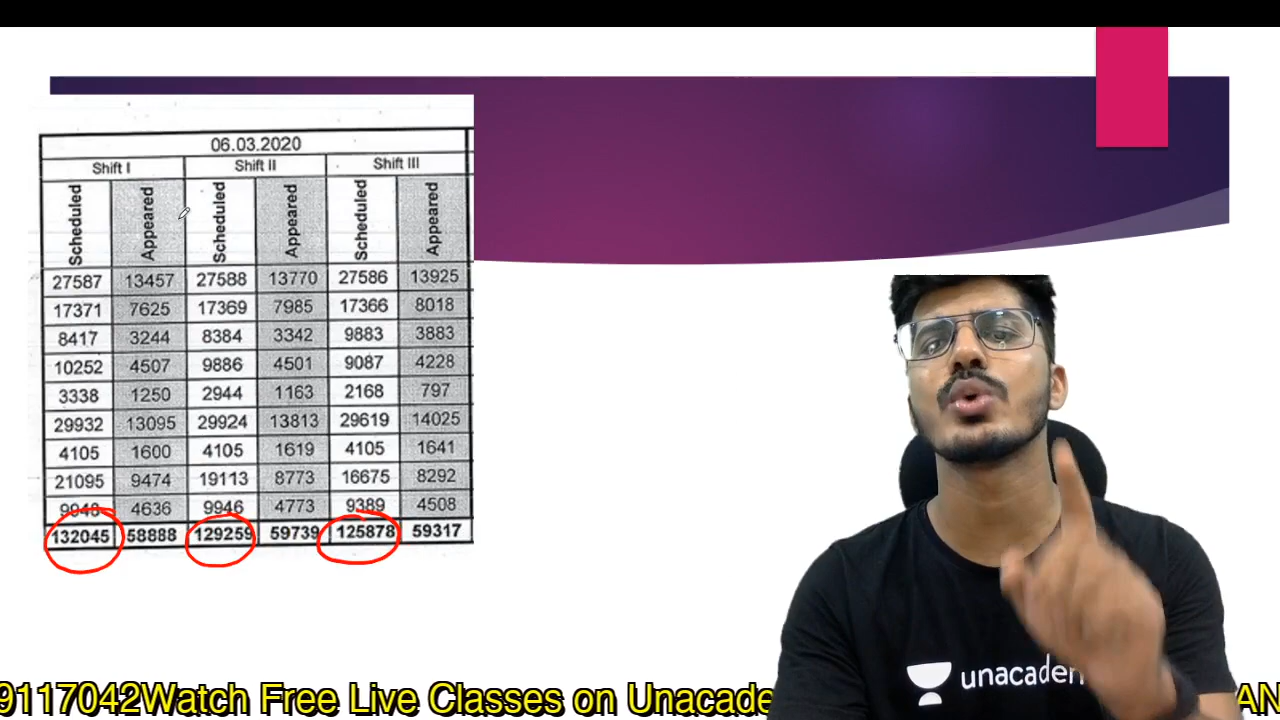 06.03.2020
Shift I Shift II Shift III
Scheduled Appeared Scheduled Appeared Scheduled Appeared
27587 13457 27588 13770 27586 13925
17371 7625 17369 7985 17366 8018
8417 3244 8384 3342 9883 3883
10252 4507 9886 4501 9087 4228
3338 1250 2944 1163 2168 797
29932 13095 29924 13813 29619 14025
4105 1600 4105 1619 4105 1641
21095 9474 19113 8773 16675 8292
4636 9946 4773 9389 4508
132045 58888 129259 59739 125878 59317
unacadem
9117042Watch Free Live Classes on Unacade AN